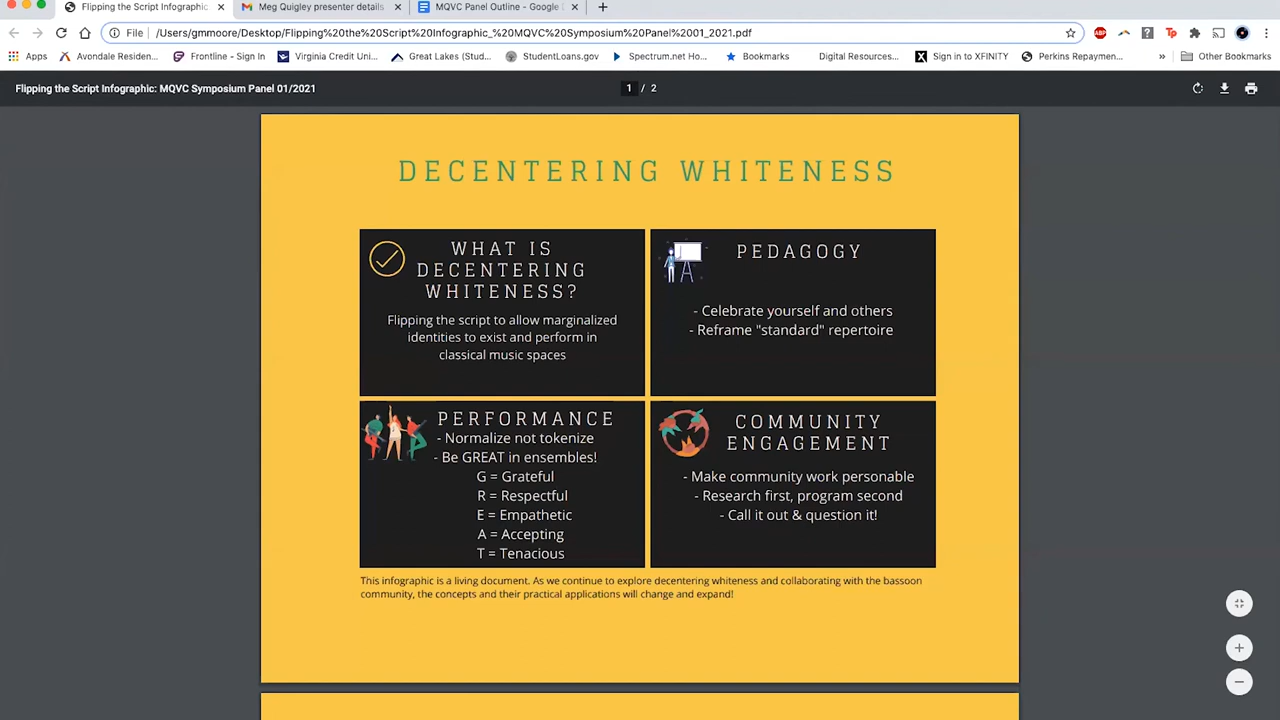 Flipping the Script Infographic
Meg Quigley presenter details
MQVC Panel Outline - Google
File
/Users/gmmoore/Desktop/Flipping%20the%20Script%20Infographic_%20MQVC%20Symposium%20Panel%2001_2021.pdf
Apps
Avondale Residen...
Frontline - Sign In
Virginia Credit Uni...
Great Lakes (Stud...
StudentLoans.gov
Spectrum.net Ho...
Bookmarks
Digital Resources...
Sign in to XFINITY
Perkins Repaymen...
»
Other Bookmarks
Flipping the Script Infographic: MQVC Symposium Panel 01/2021
1 / 2
DECENTERING WHITENESS
WHAT IS
DECENTERING
WHITENESS?
Flipping the script to allow marginalized
identities to exist and perform in
classical music spaces
PEDAGOGY
- Celebrate yourself and others
- Reframe "standard" repertoire
PERFORMANCE
- Normalize not tokenize
- Be GREAT in ensembles!
G = Grateful
R = Respectful
E = Empathetic
A = Accepting
T = Tenacious
COMMUNITY
ENGAGEMENT
- Make community work personable
- Research first, program second
- Call it out & question it!
This infographic is a living document. As we continue to explore decentering whiteness and collaborating with the bassoon
community, the concepts and their practical applications will change and expand!